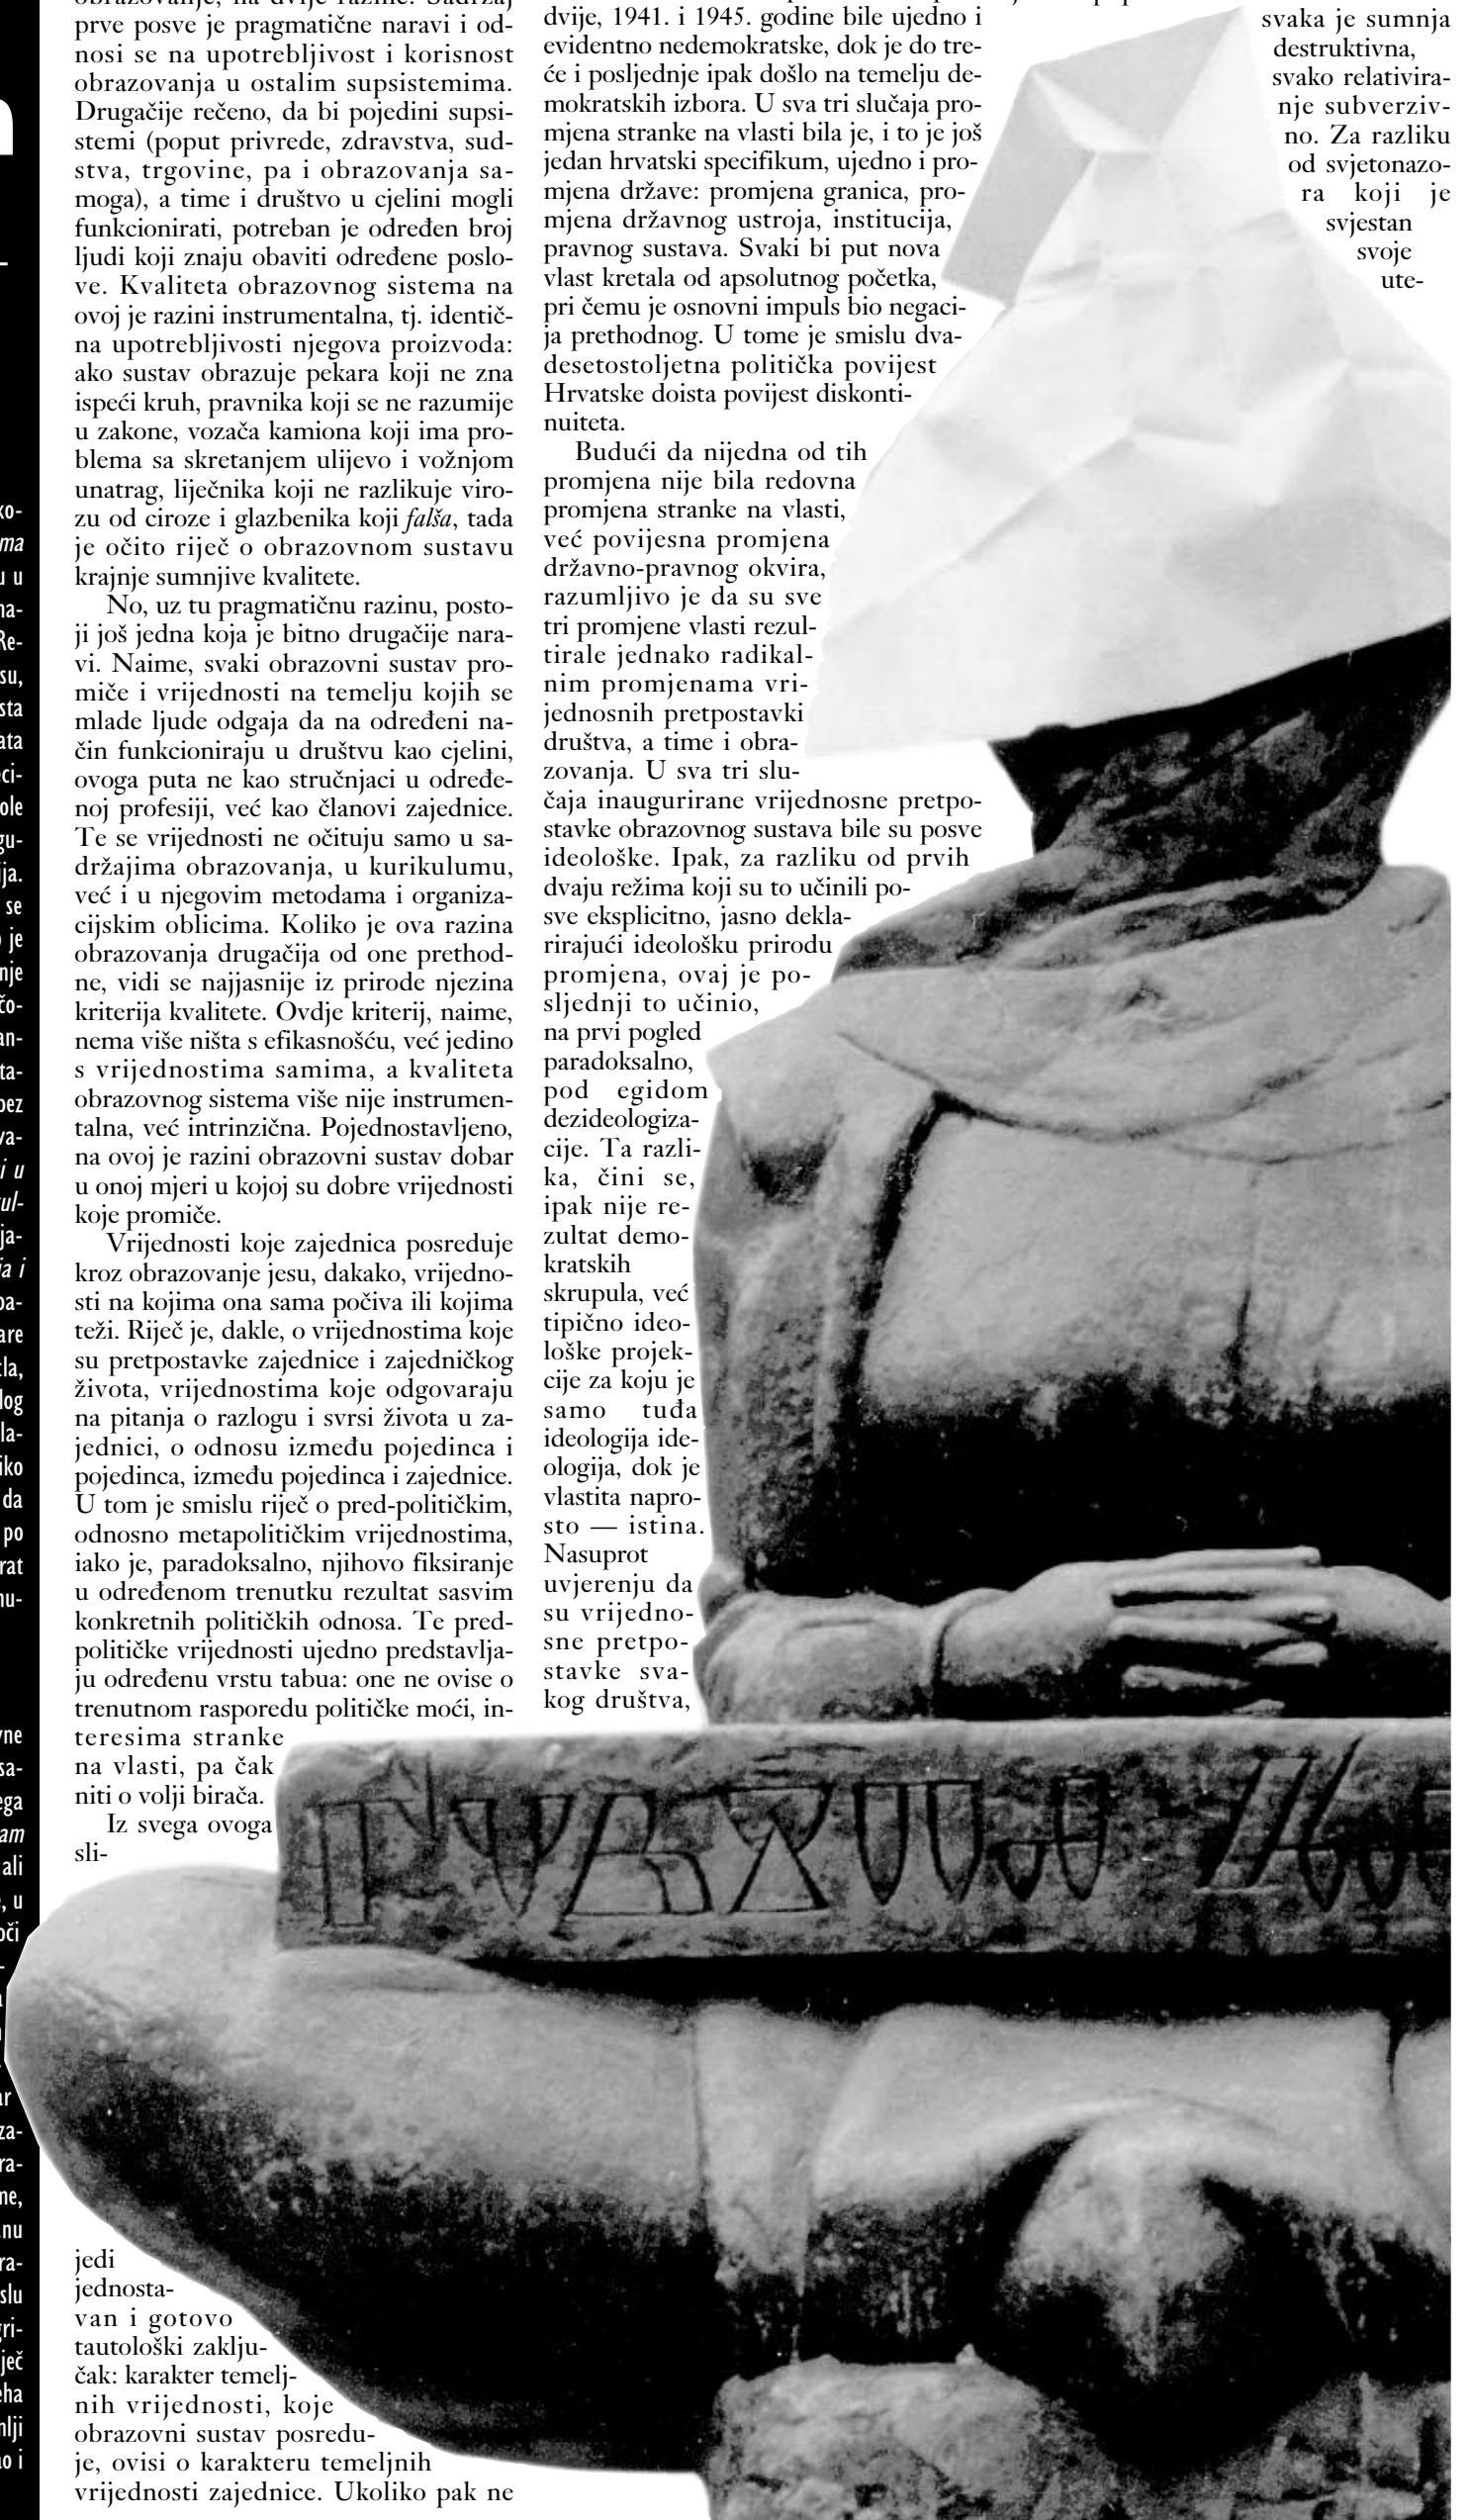 prve posve je pragmatične naravi i od-
nosi se na upotrebljivost i korisnost
obrazovanja u ostalim supsistemima.
Drugačije rečeno, da bi pojedini supsi-
stemi (poput privrede, zdravstva, sud-
stva, trgovine, pa i obrazovanja sa-
moga), a time i društvo u cjelini mogli
funkcionirati, potreban je određen broj
ljudi koji znaju obaviti određene poslo-
ve. Kvaliteta obrazovnog sistema na
ovoj je razini instrumentalna, tj. identič-
na upotrebljivosti njegova proizvoda:
ako sustav obrazuje pekara koji ne zna
ispeći kruh, pravnika koji se ne razumije
u zakone, vozača kamiona koji ima pro-
blema sa skretanjem ulijevo i vožnjom
unatrag, liječnika koji ne razlikuje viro-
zu od ciroze i glazbenika koji falša, tada
je očito riječ o obrazovnom sustavu
krajnje sumnjive kvalitete.
No, uz tu pragmatičnu razinu, posto-
ji još jedna koja je bitno drugačije nara-
vi. Naime, svaki obrazovni sustav pro-
miče i vrijednosti na temelju kojih se
mlade ljude odgaja da na određeni na-
čin funkcioniraju u društvu kao cjelini,
ovoga puta ne kao stručnjaci u određe-
noj profesiji, već kao članovi zajednice.
Te se vrijednosti ne očituju samo u sa-
držajima obrazovanja, u kurikulumu,
već i u njegovim metodama i organiza-
cijskim oblicima. Koliko je ova razina
obrazovanja drugačija od one prethod-
ne, vidi se najjasnije iz prirode njezina
kriterija kvalitete. Ovdje kriterij, naime,
nema više ništa s efikasnošću, već jedino
s vrijednostima samima, a kvaliteta
obrazovnog sistema više nije instrumen-
talna, već intrinzična. Pojednostavljeno,
na ovoj je razini obrazovni sustav dobar
u onoj mjeri u kojoj su dobre vrijednosti
koje promiče.
Vrijednosti koje zajednica posreduje
kroz obrazovanje jesu, dakako, vrijedno-
sti na kojima ona sama počiva ili kojima
teži. Riječ je, dakle, o vrijednostima koje
su pretpostavke zajednice i zajedničkog
života, vrijednostima koje odgovaraju
na pitanja o razlogu i svrsi života u za-
jednici, o odnosu između pojedinca i
pojedinca, između pojedinca i zajednice.
U tom je smislu riječ o pred-političkim,
odnosno metapolitičkim vrijednostima,
iako je, paradoksalno, njihovo fiksiranje
u određenom trenutku rezultat sasvim
konkretnih političkih odnosa. Te pred-
političke vrijednosti ujedno predstavlja-
ju određenu vrstu tabua: one ne ovise o
trenutnom rasporedu političke moći, in-
teresima stranke
na vlasti, pa čak
niti o volji birača.
Iz svega ovoga
sli-
jedi
jednosta-
van i gotovo
tautološki zaklju-
čak: karakter temelj-
nih vrijednosti, koje
obrazovni sustav posredu-
je, ovisi o karakteru temeljnih
vrijednosti zajednice. Ukoliko pak ne
dvije, 1941. i 1945. godine bile ujedno i
evidentno nedemokratske, dok je do tre-
će i posljednje ipak došlo na temelju de-
mokratskih izbora. U sva tri slučaja pro-
mjena stranke na vlasti bila je, i to je još
jedan hrvatski specifikum, ujedno i pro-
mjena države: promjena granica, pro-
mjena državnog ustroja, institucija,
pravnog sustava. Svaki bi put nova
vlast kretala od apsolutnog početka,
pri čemu je osnovni impuls bio negaci-
ja prethodnog. U tome je smislu dva-
desetostoljetna politička povijest
Hrvatske doista povijest diskonti-
nuiteta.
Budući da nijedna od tih
promjena nije bila redovna
promjena stranke na vlasti,
već povijesna promjena
državno-pravnog okvira,
razumljivo je da su sve
tri promjene vlasti rezul-
tirale jednako radikal-
nim promjenama vri-
jednosnih pretpostavki
društva, a time i obra-
zovanja. U sva tri slu-
čaja inaugurirane vrijednosne pretpo-
stavke obrazovnog sustava bile su posve
ideološke. Ipak, za razliku od prvih
dvaju režima koji su to učinili po-
sve eksplicitno, jasno dekla-
rirajući ideološku prirodu
promjena, ovaj je po-
sljednji to učinio,
na prvi pogled
paradoksalno,
pod egidom
dezideologiza-
cije. Ta razli-
ka, čini se,
ipak nije re-
zultat demo-
kratskih
skrupula, već
tipično ideo-
loške projek-
cije za koju je
samo tuđa
ideologija ide-
ologija, dok je
vlastita napro-
sto — istina.
Nasuprot
uvjerenju da
su vrijedno-
sne pretpo-
stavke sva-
kog društva,
svaka je sumnja
destruktivna,
svako relativira-
nje subverziv-
no. Za razliku
od svjetonazo-
ra koji je
svjestan
svoje
ute-